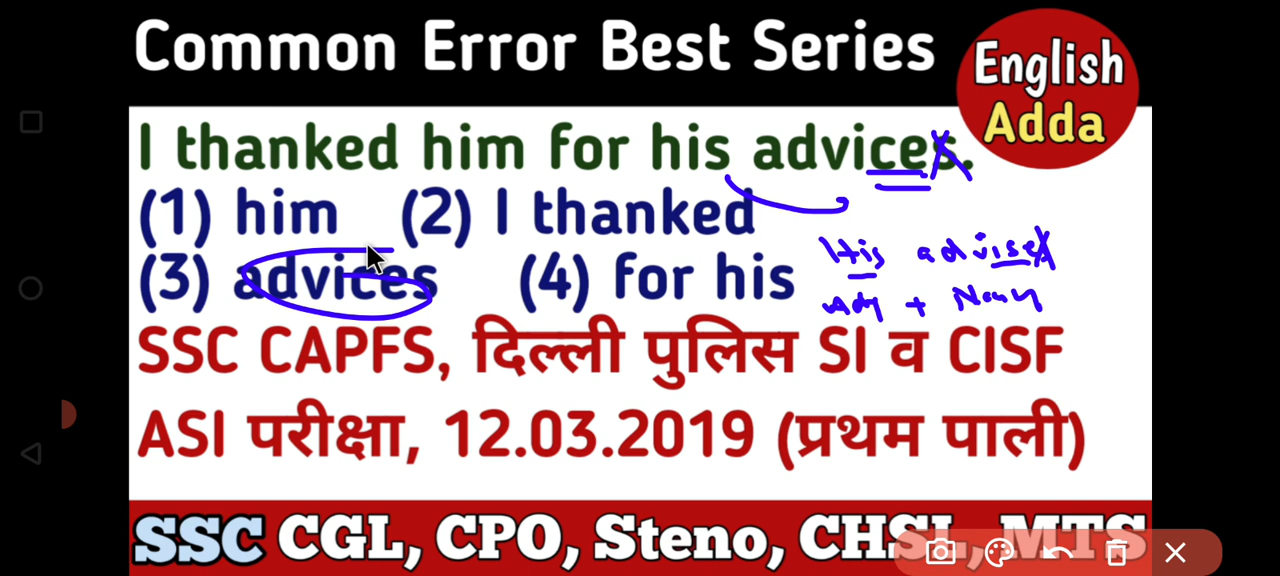 Common Error Best Series
English
Adda
I thanked him for his advices.
(1) him (2) I thanked
(3) advices (4) for his
His advise
Adj + Noun
SSC CAPFS, दिल्ली पुलिस SI व CISF
ASI परीक्षा, 12.03.2019 (प्रथम पाली)
SSC CGL, CPO, Steno, CHSL, MTS